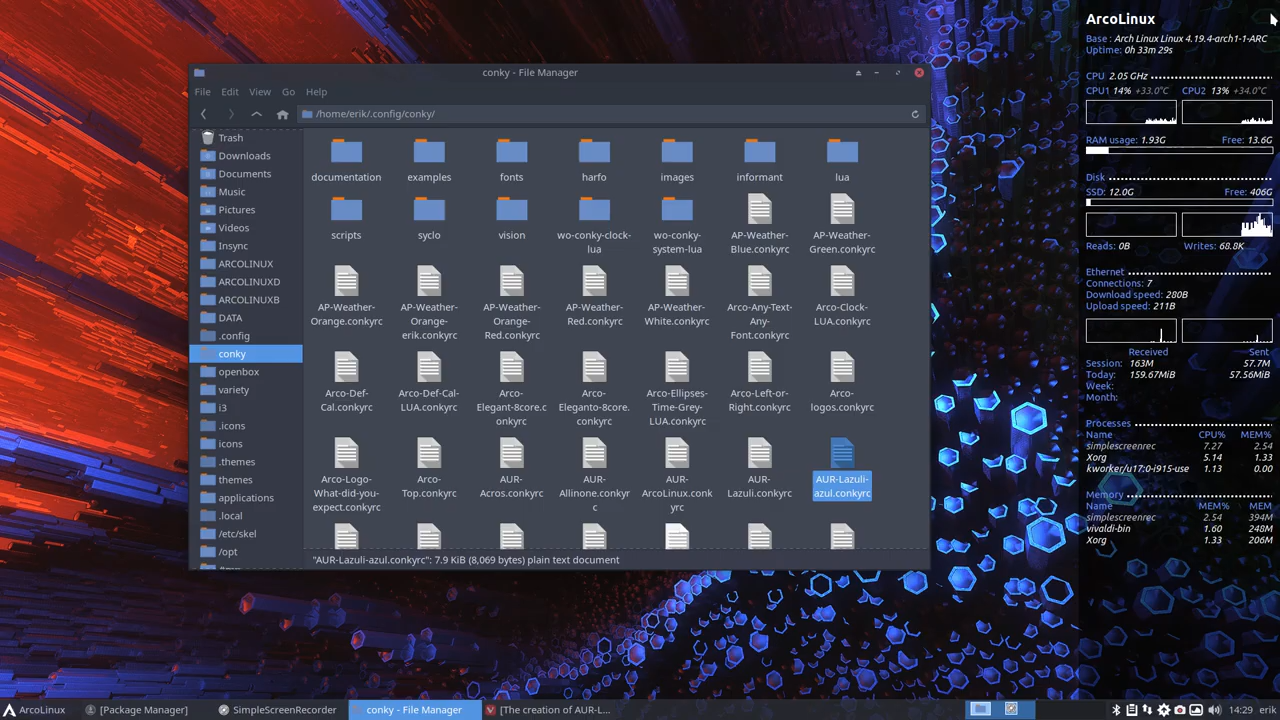 conky - File Manager
File Edit View Go Help
/home/erik/.config/conky/
Trash
Downloads
Documents
Music
Pictures
Videos
Insync
ARCOLINUX
ARCOLINUXD
ARCOLINUXB
DATA
.config
conky
openbox
variety
i3
.icons
icons
.themes
themes
applications
.local
/etc/skel
/opt
documentation examples fonts harfo images informant lua
scripts
syclo
vision
wo-conky-clock-
lua
wo-conky-
system-lua
AP-Weather-
Blue.conkyrc
AP-Weather-
Green.conkyrc
AP-Weather-
Orange.conkyrc
AP-Weather-
Orange-
erik.conkyrc
AP-Weather-
Orange-
Red.conkyrc
AP-Weather-
Red.conkyrc
AP-Weather-
White.conkyrc
Arco-Any-Text-
Any-
Font.conkyrc
Arco-Clock-
LUA.conkyrc
Arco-Def-
Cal.conkyrc
Arco-Def-Cal-
LUA.conkyrc
Arco-
Elegant-8core.c
onkyrc
Arco-
Eleganto-8core.
conkyrc
Arco-Ellipses-
Time-Grey-
LUA.conkyrc
Arco-Left-or-
Right.conkyrc
Arco-
logos.conkyrc
Arco-Logo-
What-did-you-
expect.conkyrc
Arco-
Top.conkyrc
AUR-
Acros.conkyrc
AUR-
Allinone.conkyr
c
AUR-
ArcoLinux.conk
yrc
AUR-
Lazuli.conkyrc
AUR-Lazuli-
azul.conkyrc
"AUR-Lazuli-azul.conkyrc": 7.9 KiB (8,069 bytes) plain text document
ArcoLinux
Base : Arch Linux Linux 4.19.4-arch1-1-ARC
Uptime: 0h 33m 29s
CPU 2.05 GHz
CPU1 14% +33.0°C CPU2 13% +34.0°C
RAM usage: 1.93G Free: 13.6G
Disk
SSD: 12.0G Free: 406G
Reads: 0B Writes: 68.8K
Ethernet
Connections: 7
Download speed: 280B
Upload speed: 211B
Received Sent
Session: 163M 57.7M
Today: 159.67MiB 57.56MiB
Week:
Month:
Processes
Name CPU% MEM%
simplescreenrec 7.27 2.54
Xorg 5.14 1.33
kworker/u17:0-i915-use 1.13 0.00
Memory
Name MEM% MEM
simplescreenrec 2.54 394M
vivaldi-bin 1.60 248M
Xorg 1.33 206M
ArcoLinux [Package Manager] SimpleScreenRecorder conky - File Manager [The creation of AUR-L... 14:29 erik